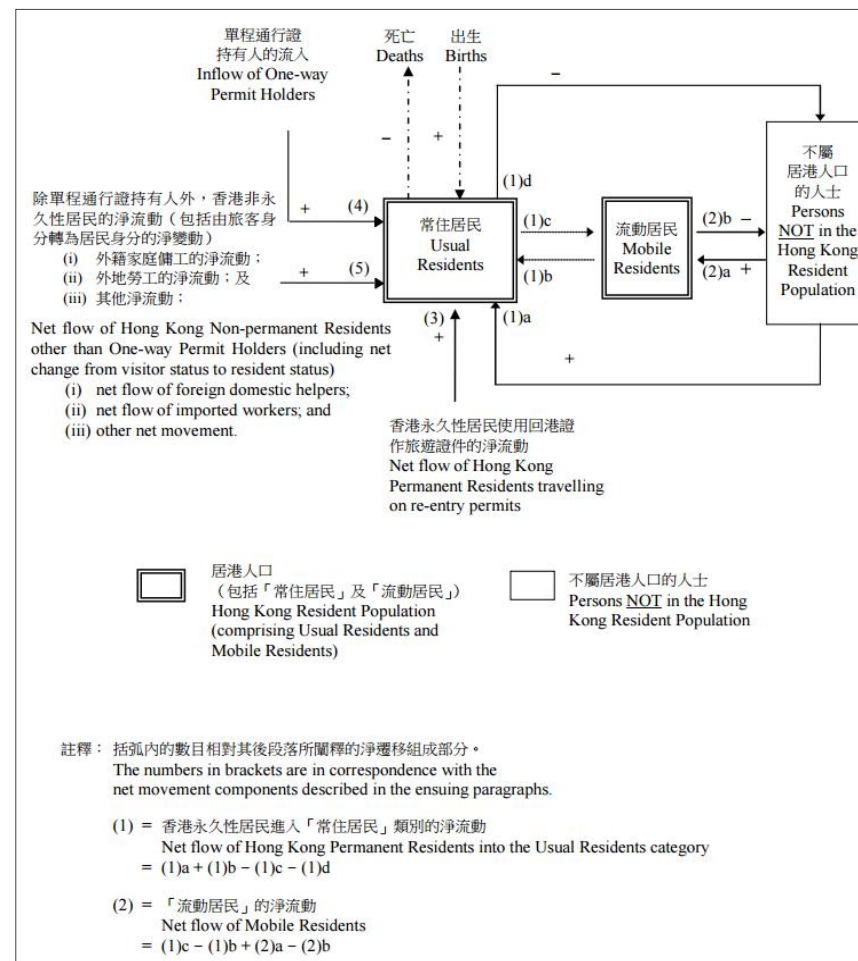 單程通行證
持有人的流入
Inflow of One-way
Permit Holders
死亡
Deaths
出生
Births
–
–
+
不屬
居港人口
的人士
Persons
NOT in the
Hong Kong
Resident
Population
除單程通行證持有人外，香港非永
久性居民的淨流動（包括由旅客身
分轉為居民身分的淨變動）
(i) 外籍家庭傭工的淨流動；
(ii) 外地勞工的淨流動；及
(iii) 其他淨流動；
Net flow of Hong Kong Non-permanent Residents
other than One-way Permit Holders (including net
change from visitor status to resident status)
(i) net flow of foreign domestic helpers;
(ii) net flow of imported workers; and
(iii) other net movement.
+ (4)
+ (5)
常住居民
Usual
Residents
(1)d
(1)c
(1)b
(1)a
流動居民
Mobile
Residents
(2)b –
(2)a +
(3)
+
+
香港永久性居民使用回港證
作旅遊證件的淨流動
Net flow of Hong Kong
Permanent Residents travelling
on re-entry permits
居港人口
（包括「常住居民」及「流動居民」）
Hong Kong Resident Population
(comprising Usual Residents and
Mobile Residents)
不屬居港人口的人士
Persons NOT in the Hong
Kong Resident Population
註釋： 括弧內的數目相對其後段落所闡釋的淨遷移組成部分。
The numbers in brackets are in correspondence with the
net movement components described in the ensuing paragraphs.
(1) = 香港永久性居民進入「常住居民」類別的淨流動
Net flow of Hong Kong Permanent Residents into the Usual Residents category
= (1)a + (1)b – (1)c – (1)d
(2) = 「流動居民」的淨流動
Net flow of Mobile Residents
= (1)c – (1)b + (2)a – (2)b